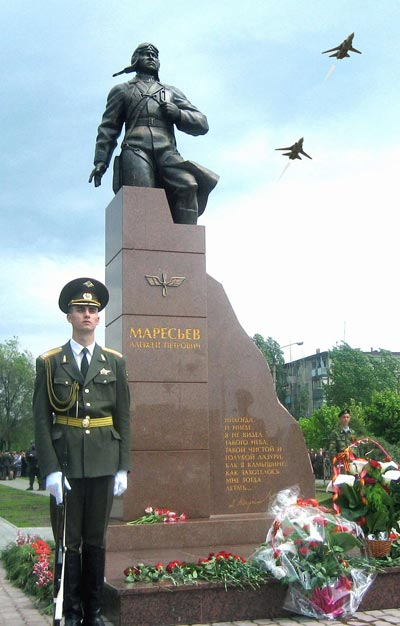 МАРЕСЬЕВ
АЛЕКСЕЙ ПЕТРОВИЧ
НИКОГДА
И НИГДЕ
Я НЕ ВИДЕЛ
ТАКОГО НЕБА,
ТАКОЙ ЧИСТОЙ И
ГОЛУБОЙ ЛАЗУРИ,
КАК В КАМЫШИНЕ.
КАК ЗАХОТЕЛОСЬ
МНЕ ТОГДА
ЛЕТАТЬ...